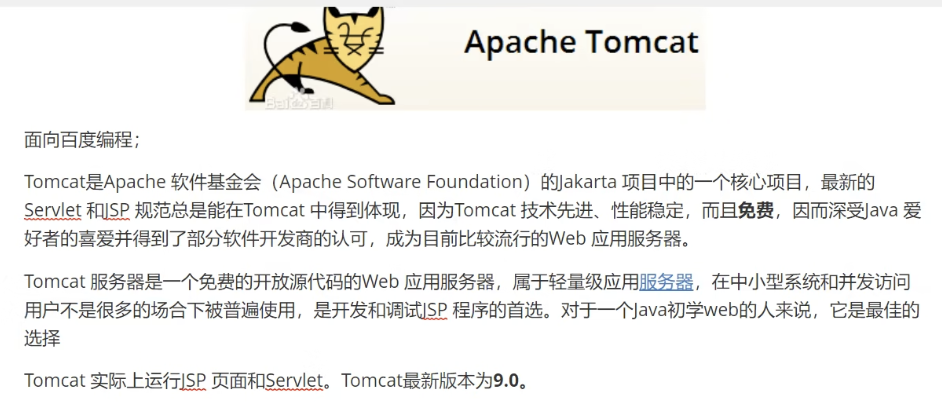 Apache Tomcat
面向百度编程；
Tomcat是Apache 软件基金会（Apache Software Foundation）的Jakarta 项目中的一个核心项目，最新的
Servlet 和JSP 规范总是能在Tomcat 中得到体现，因为Tomcat 技术先进、性能稳定，而且免费，因而深受Java 爱
好者的喜爱并得到了部分软件开发商的认可，成为目前比较流行的Web 应用服务器。
Tomcat 服务器是一个免费的开放源代码的Web 应用服务器，属于轻量级应用服务器，在中小型系统和并发访问
用户不是很多的场合下被普遍使用，是开发和调试JSP 程序的首选。对于一个Java初学web的人来说，它是最佳的
选择
Tomcat 实际上运行JSP 页面和Servlet。Tomcat最新版本为9.0。